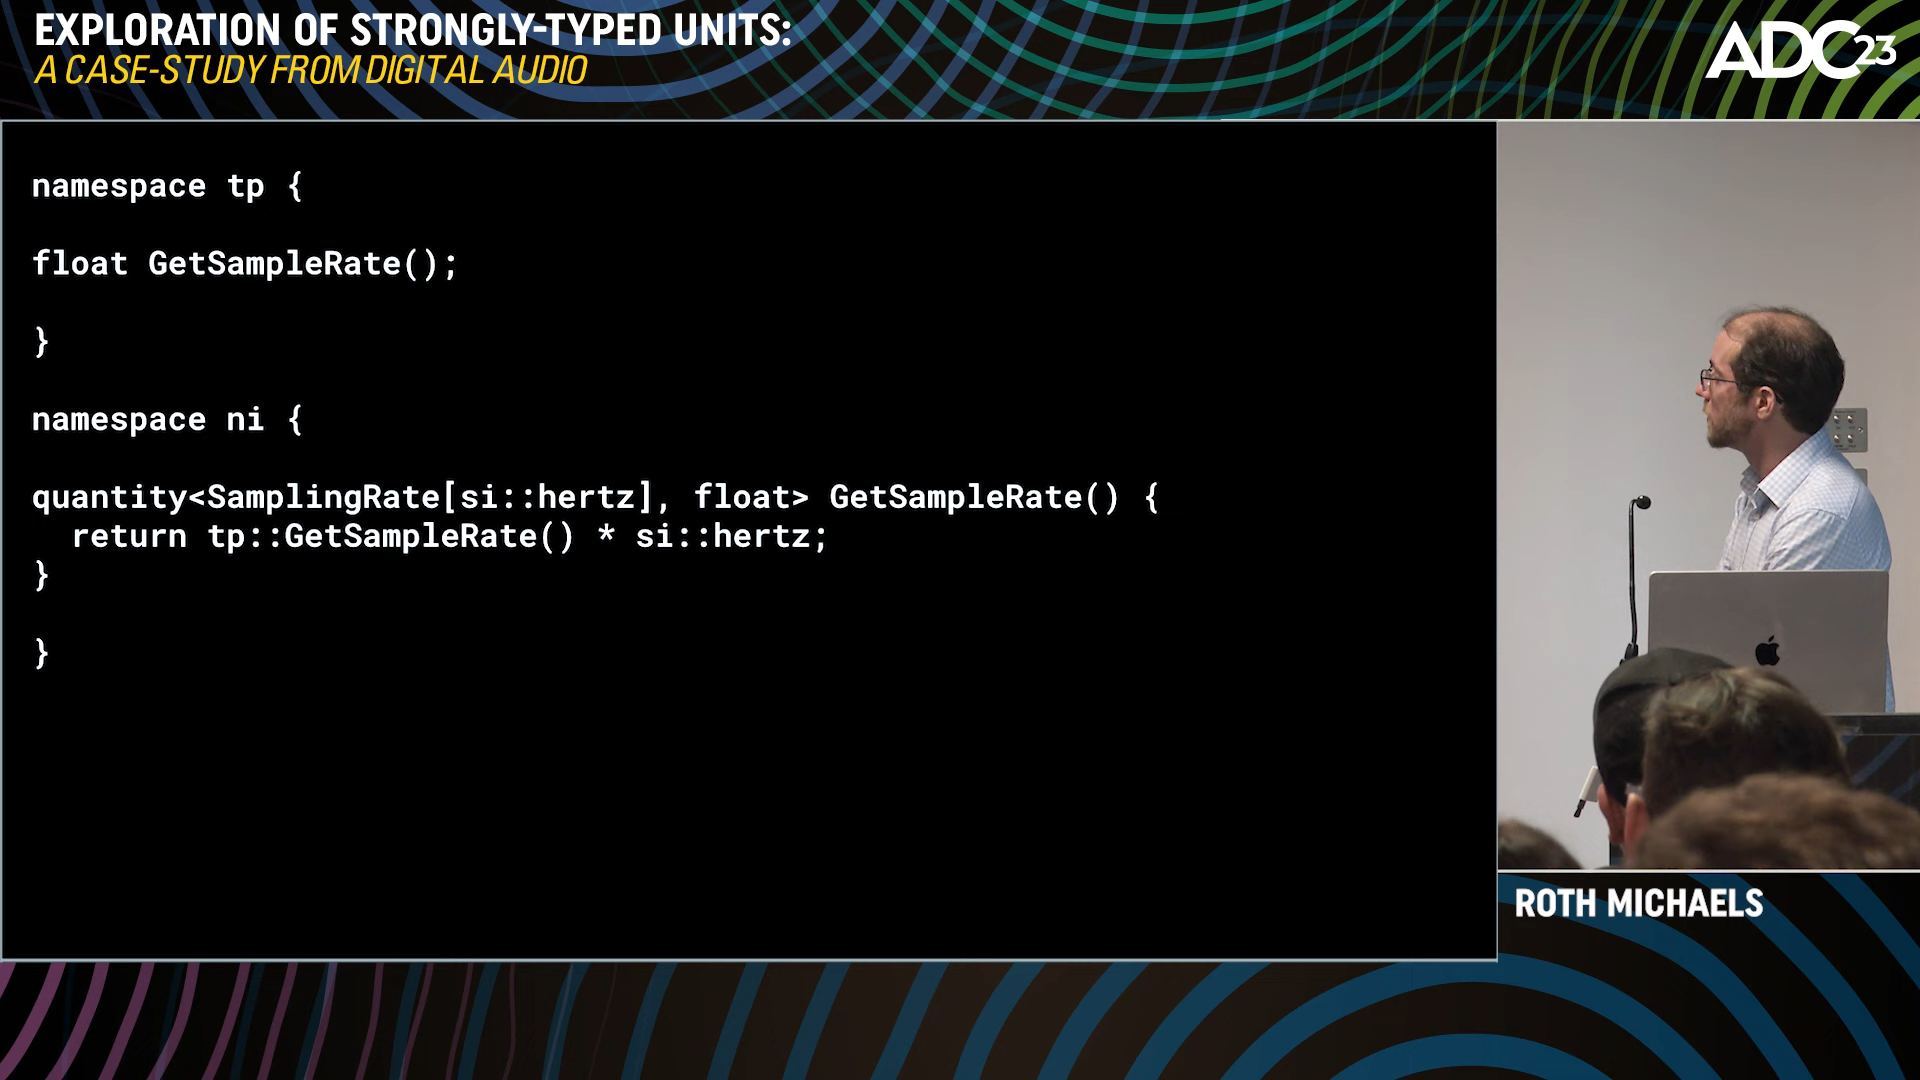 EXPLORATION OF STRONGLY-TYPED UNITS:
A CASE-STUDY FROM DIGITAL AUDIO
ADC23
namespace tp {
float GetSampleRate();
}
namespace ni {
quantity<SamplingRate[si::hertz], float> GetSampleRate() {
  return tp::GetSampleRate() * si::hertz;
}
}
ROTH MICHAELS